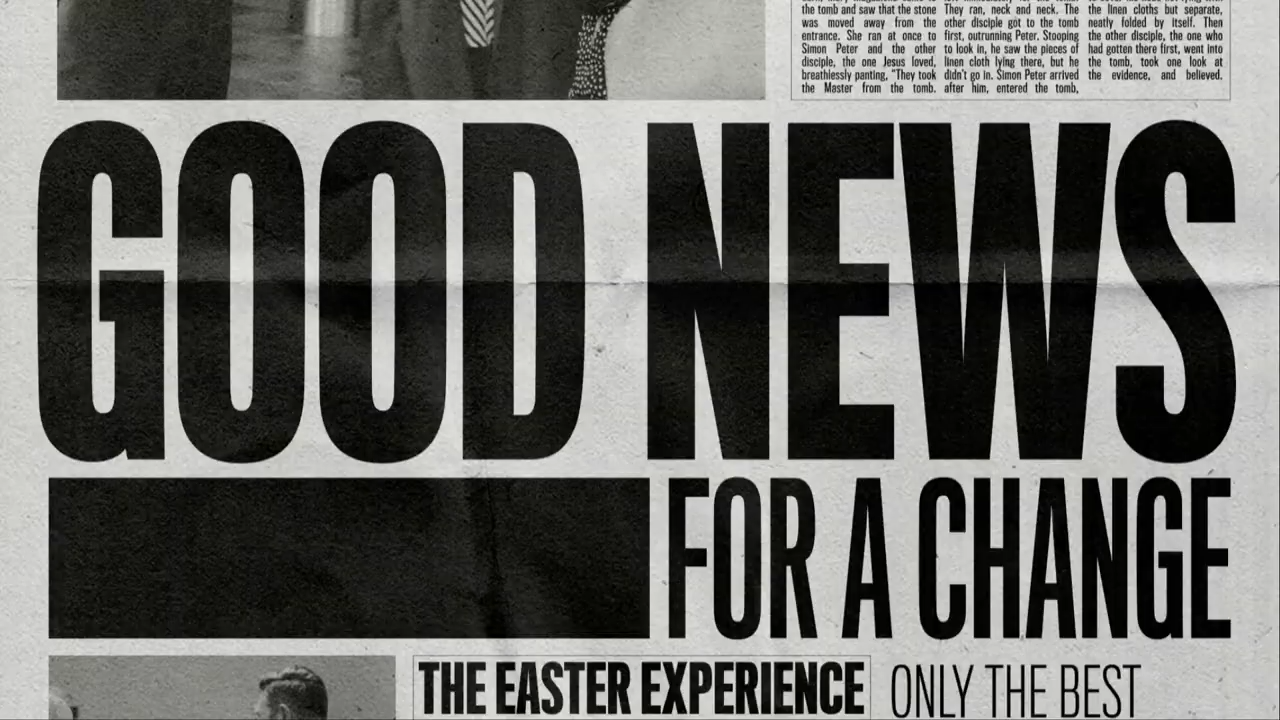 the tomb and saw that the stone
was moved away from the
entrance. She ran at once to
Simon Peter and the other
disciple, the one Jesus loved,
breathlessly panting, "They took
the Master from the tomb.
They ran, neck and neck. The
other disciple got to the tomb
first, outrunning Peter. Stooping
to look in, he saw the pieces of
linen cloth lying there, but he
didn't go in. Simon Peter arrived
after him, entered the tomb,
the linen cloths but separate,
neatly folded by itself. Then
the other disciple, the one who
had gotten there first, went into
the tomb, took one look at
the evidence, and believed.
GOOD NEWS
FOR A CHANGE
THE EASTER EXPERIENCE
ONLY THE BEST